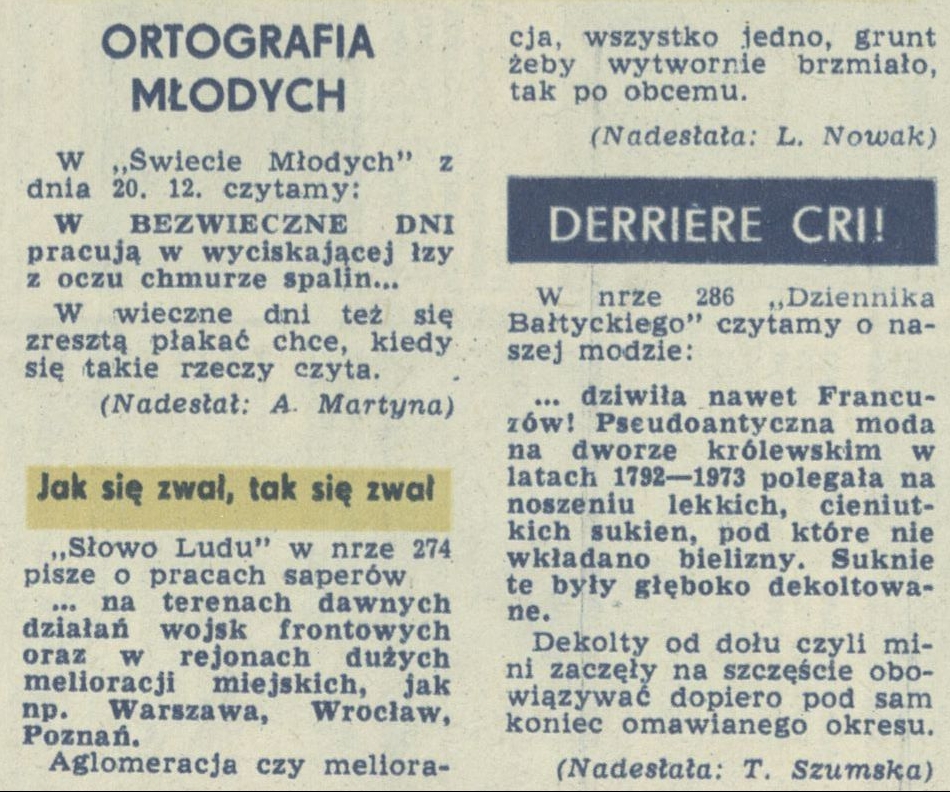 ORTOGRAFIA
MŁODYCH
W „Świecie Młodych” z
dnia 20. 12. czytamy:
W BEZWIECZNE DNI
pracują w wyciskającej łzy
z oczu chmurze spalin...
W wieczne dni też się
zresztą płakać chce, kiedy
się takie rzeczy czyta.
(Nadesłał: A. Martyna)
Jak się zwał, tak się zwał
„Słowo Ludu” w nrze 274
pisze o pracach saperów
... na terenach dawnych
działań wojsk frontowych
oraz w rejonach dużych
melioracji miejskich, jak
np. Warszawa, Wrocław,
Poznań.
Aglomeracja czy meliora-
cja, wszystko jedno, grunt
żeby wytwornie brzmiało,
tak po obcemu.
(Nadesłała: L. Nowak)
DERRIÈRE CRI!
W nrze 286 „Dziennika
Bałtyckiego” czytamy o na-
szej modzie:
... dziwiła nawet Francu-
zów! Pseudoantyczna moda
na dworze królewskim w
latach 1792—1973 polegała na
noszeniu lekkich, cieniut-
kich sukien, pod które nie
wkładano bielizny. Suknie
te były głęboko dekoltowa-
ne.
Dekolty od dołu czyli mi-
ni zaczęły na szczęście obo-
wiązywać dopiero pod sam
koniec omawianego okresu.
(Nadesłała: T. Szumska)